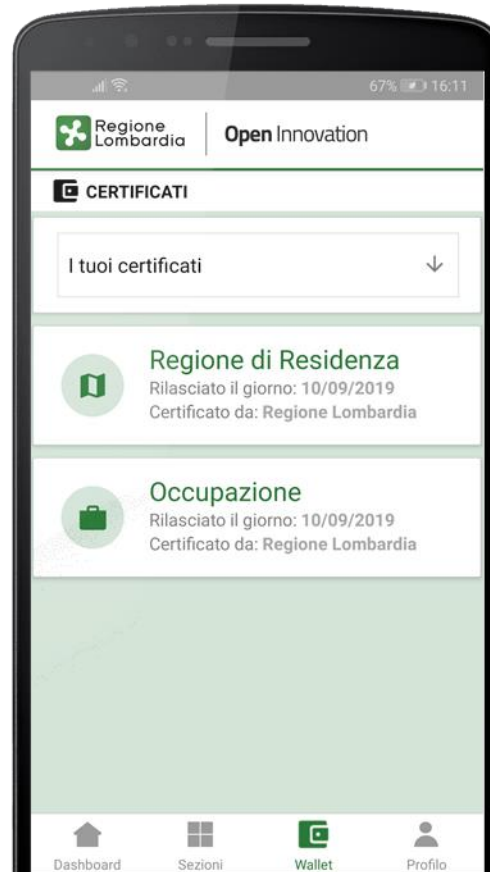 67% 16:11
Regione
Lombardia
Open Innovation
CERTIFICATI
I tuoi certificati
Regione di Residenza
Rilasciato il giorno: 10/09/2019
Certificato da: Regione Lombardia
Occupazione
Rilasciato il giorno: 10/09/2019
Certificato da: Regione Lombardia
Dashboard Sezioni Wallet Profilo